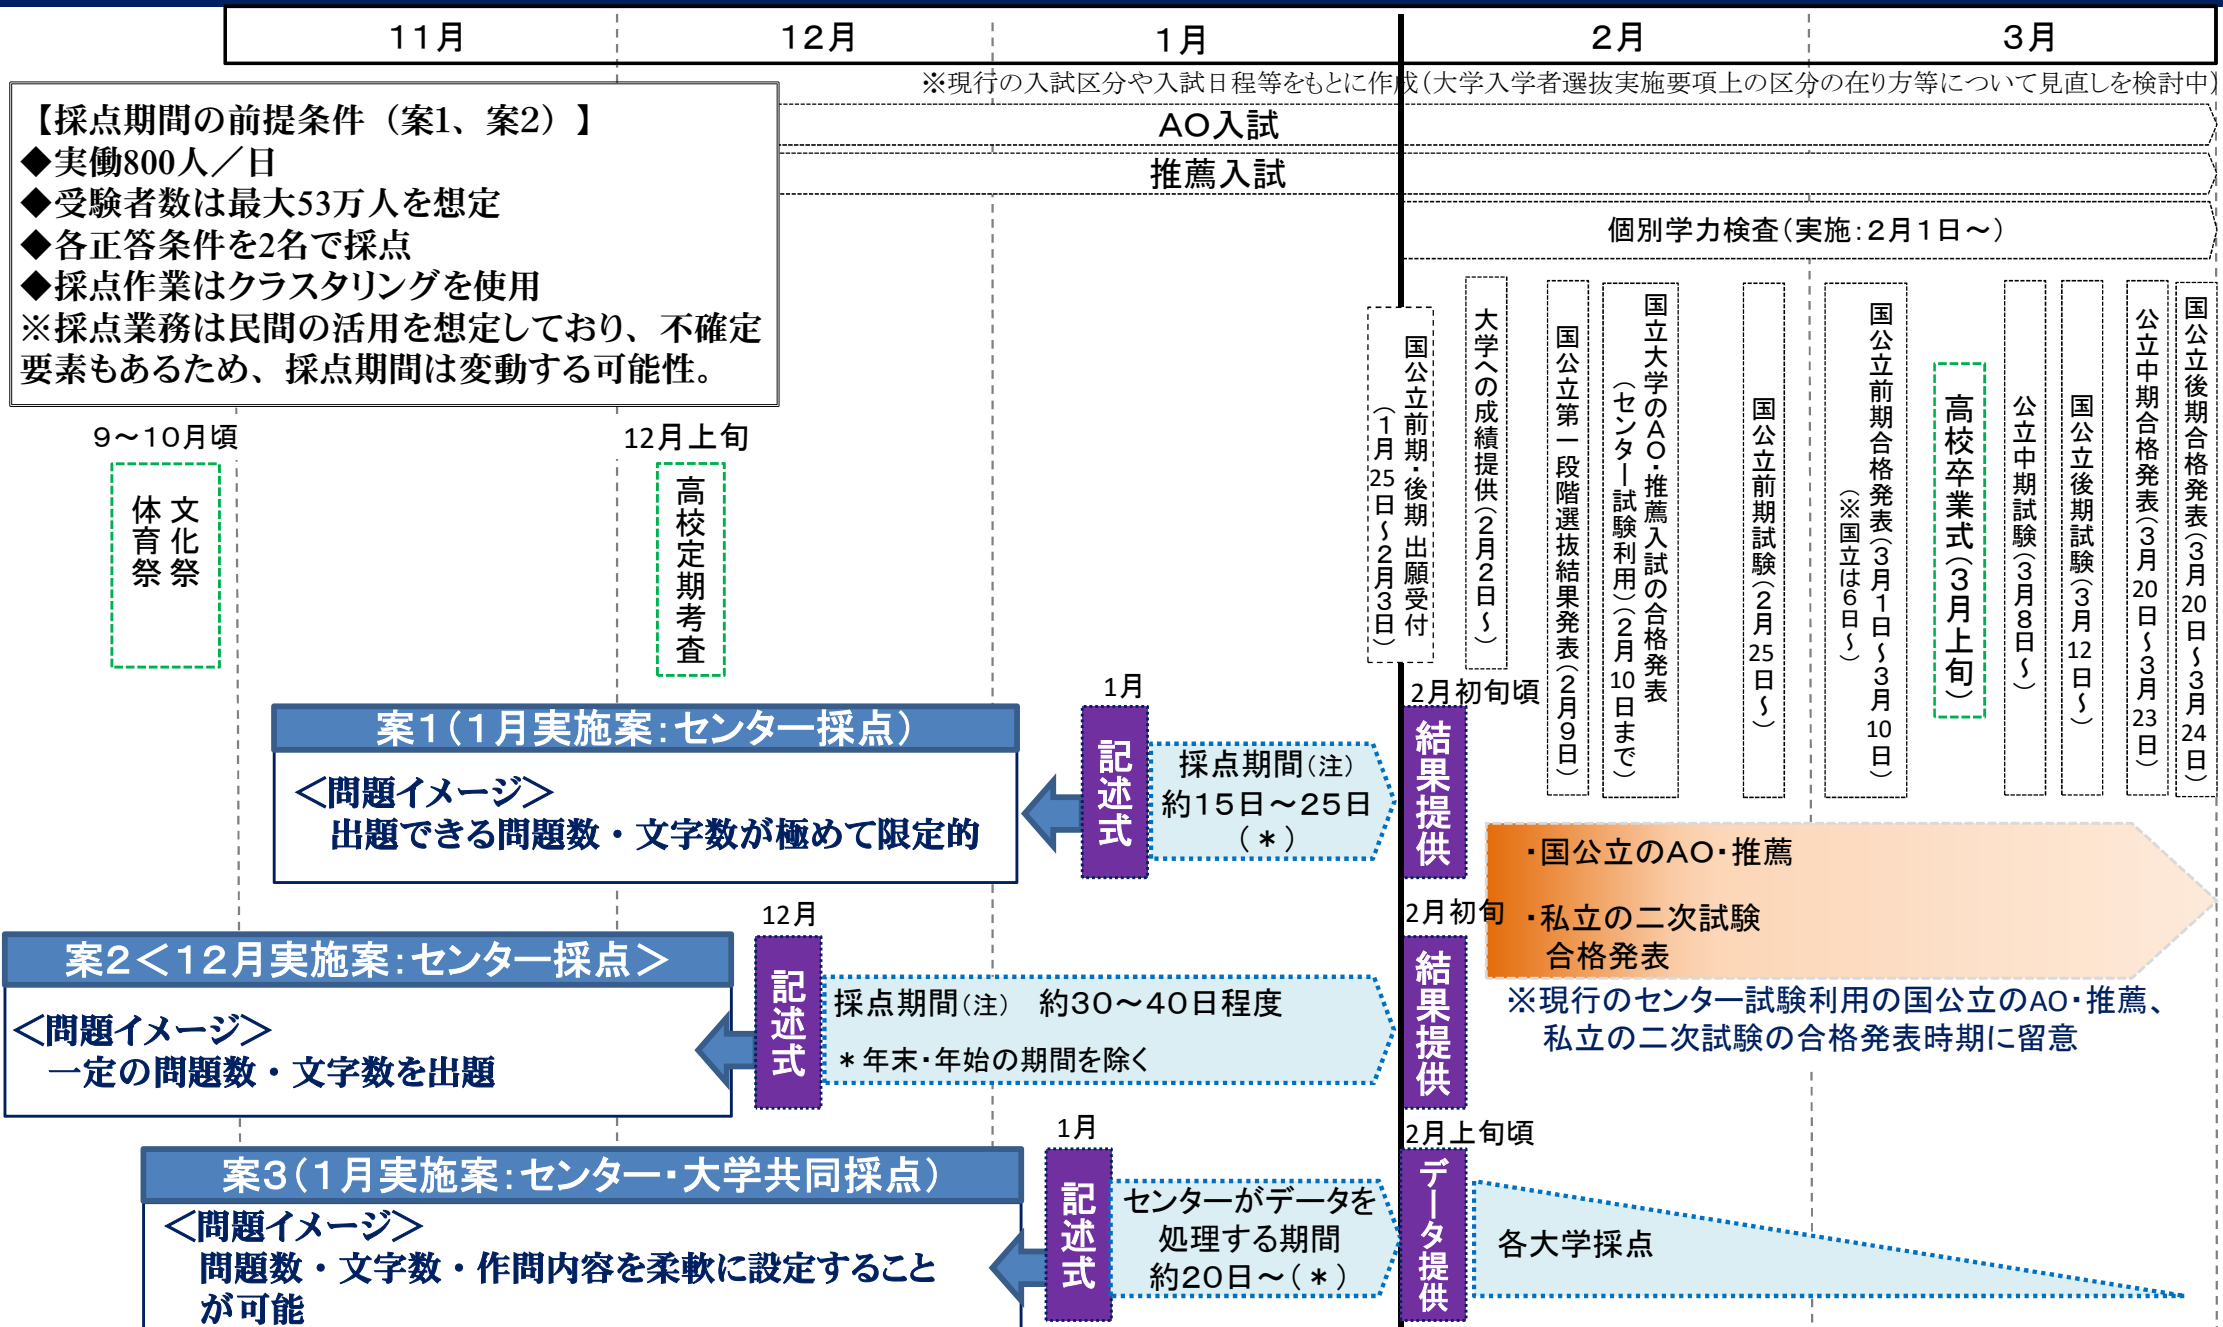 11月
12月
1月
2月
3月
※現行の入試区分や入試日程等をもとに作成(大学入学者選抜実施要項上の区分の在り方等について見直しを検討中)
【採点期間の前提条件（案1、案2）】
◆実働800人／日
◆受験者数は最大53万人を想定
◆各正答条件を2名で採点
◆採点作業はクラスタリングを使用
※採点業務は民間の活用を想定しており、不確定
要素もあるため、採点期間は変動する可能性。
AO入試
推薦入試
個別学力検査(実施:2月1日～)
9～10月頃
文化祭
体育祭
12月上旬
高校定期考査
国公立前期・後期 出願受付
(1月25日～2月3日)
大学への成績提供(2月2日～)
国公立第一段階選抜結果発表(2月9日)
国立大学のAO・推薦入試の合格発表
(センター試験利用)(2月10日まで)
国公立前期試験(2月25日～)
国公立前期合格発表(3月1日～3月10日)
(※国立は6日～)
高校卒業式(3月上旬)
公立中期試験(3月8日～)
国公立後期試験(3月12日～)
公立中期合格発表(3月20日～3月23日)
国公立後期合格発表(3月20日～3月24日)
案1(1月実施案:センター採点)
＜問題イメージ＞
出題できる問題数・文字数が極めて限定的
1月
記述式
採点期間(注)
約15日～25日
(＊)
2月初旬頃
結果提供
・国公立のAO・推薦
・私立の二次試験
合格発表
※現行のセンター試験利用の国公立のAO・推薦、
私立の二次試験の合格発表時期に留意
案2＜12月実施案:センター採点＞
＜問題イメージ＞
一定の問題数・文字数を出題
12月
記述式
採点期間(注) 約30～40日程度
＊年末・年始の期間を除く
2月初旬
結果提供
案3(1月実施案:センター・大学共同採点)
＜問題イメージ＞
問題数・文字数・作問内容を柔軟に設定すること
が可能
1月
記述式
センターがデータを
処理する期間
約20日～(＊)
2月上旬頃
データ提供
各大学採点